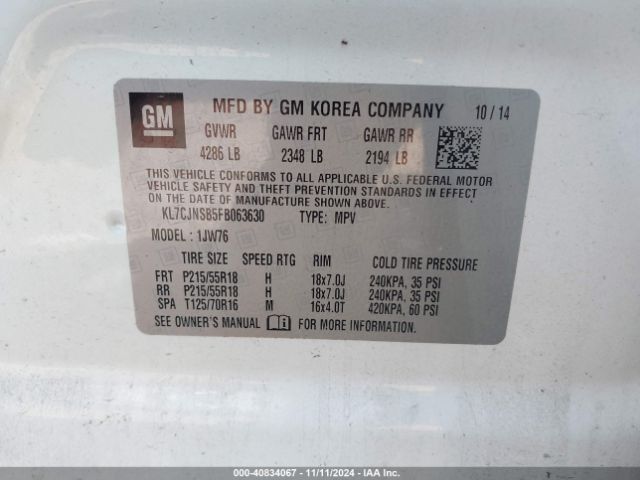 GM MFD BY GM KOREA COMPANY 10/14
GVWR GAWR FRT GAWR RR
4286 LB 2348 LB 2194 LB
THIS VEHICLE CONFORMS TO ALL APPLICABLE U.S. FEDERAL MOTOR
VEHICLE SAFETY AND THEFT PREVENTION STANDARDS IN EFFECT
ON THE DATE OF MANUFACTURE SHOWN ABOVE.
KL7CJNSB5FB063630 TYPE: MPV
MODEL: 1JW76
TIRE SIZE SPEED RTG RIM COLD TIRE PRESSURE
FRT P215/55R18 H 18x7.0J 240KPA, 35 PSI
RR P215/55R18 H 18x7.0J 240KPA, 35 PSI
SPA T125/70R16 M 16x4.0T 420KPA, 60 PSI
SEE OWNER'S MANUAL FOR MORE INFORMATION.
000-40834067 - 11/11/2024 - IAA Inc.